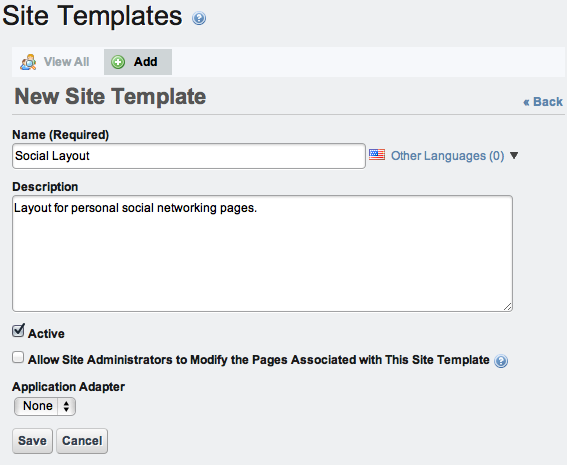 Site Templates
View All Add
New Site Template
« Back
Name (Required)
Social Layout
Other Languages (0) ▼
Description
Layout for personal social networking pages.
Active
Allow Site Administrators to Modify the Pages Associated with This Site Template
Application Adapter
None
Save Cancel